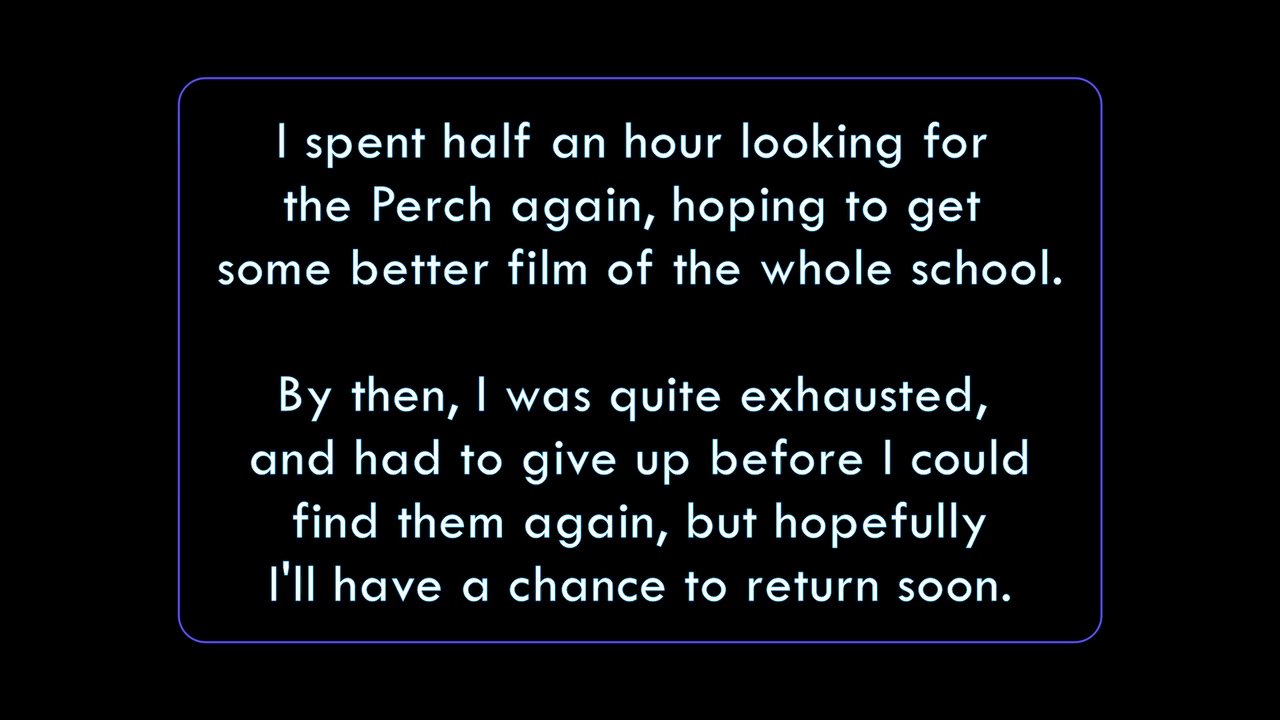 I spent half an hour looking for
the Perch again, hoping to get
some better film of the whole school.
By then, I was quite exhausted,
and had to give up before I could
find them again, but hopefully
I'll have a chance to return soon.